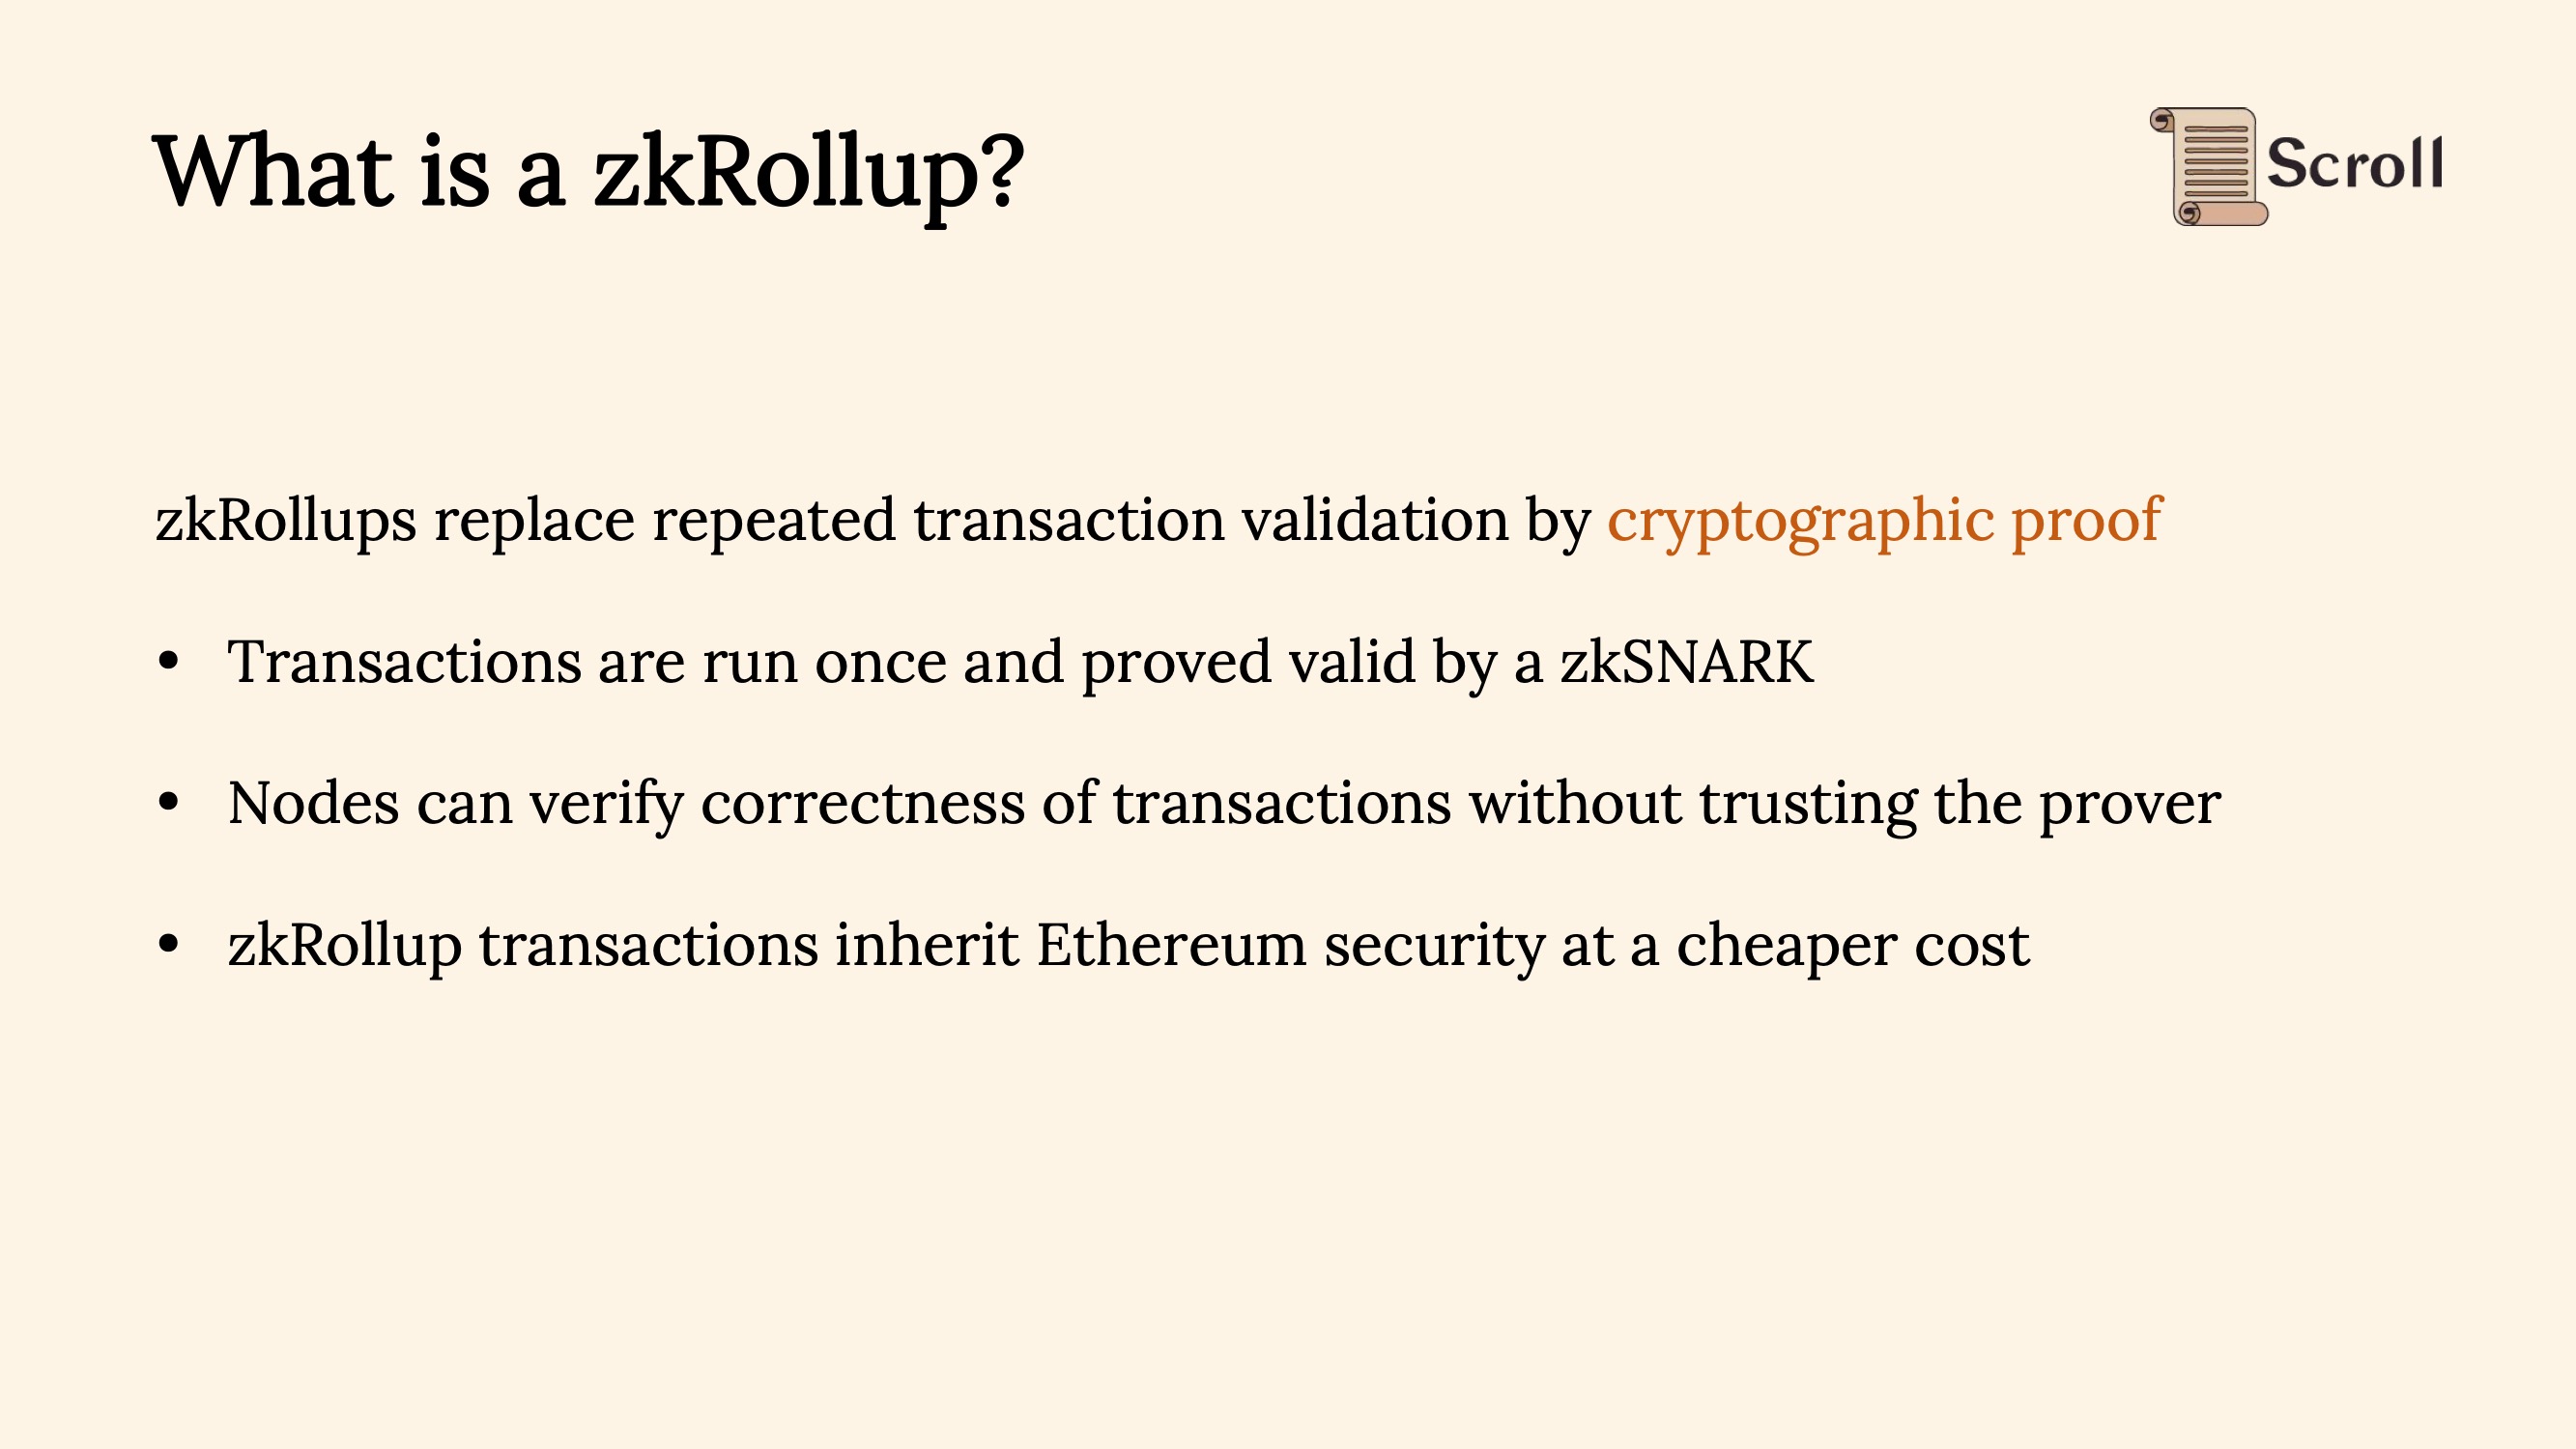 What is a zkRollup?
Scroll
zkRollups replace repeated transaction validation by cryptographic proof
• Transactions are run once and proved valid by a zkSNARK
• Nodes can verify correctness of transactions without trusting the prover
• zkRollup transactions inherit Ethereum security at a cheaper cost